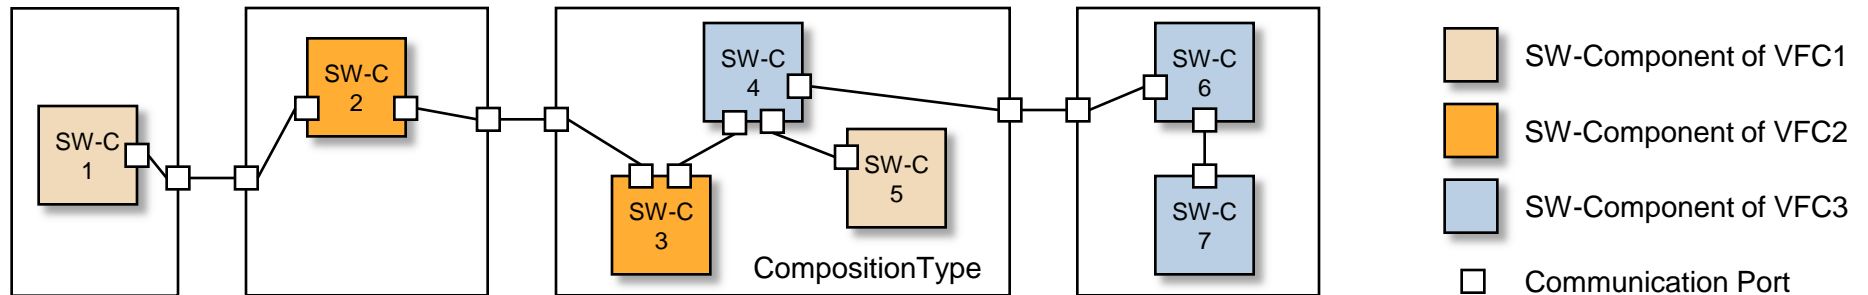 SW-C
1
SW-C
2
SW-C
3
SW-C
4
SW-C
5
CompositionType
SW-C
6
SW-C
7
SW-Component of VFC1
SW-Component of VFC2
SW-Component of VFC3
Communication Port